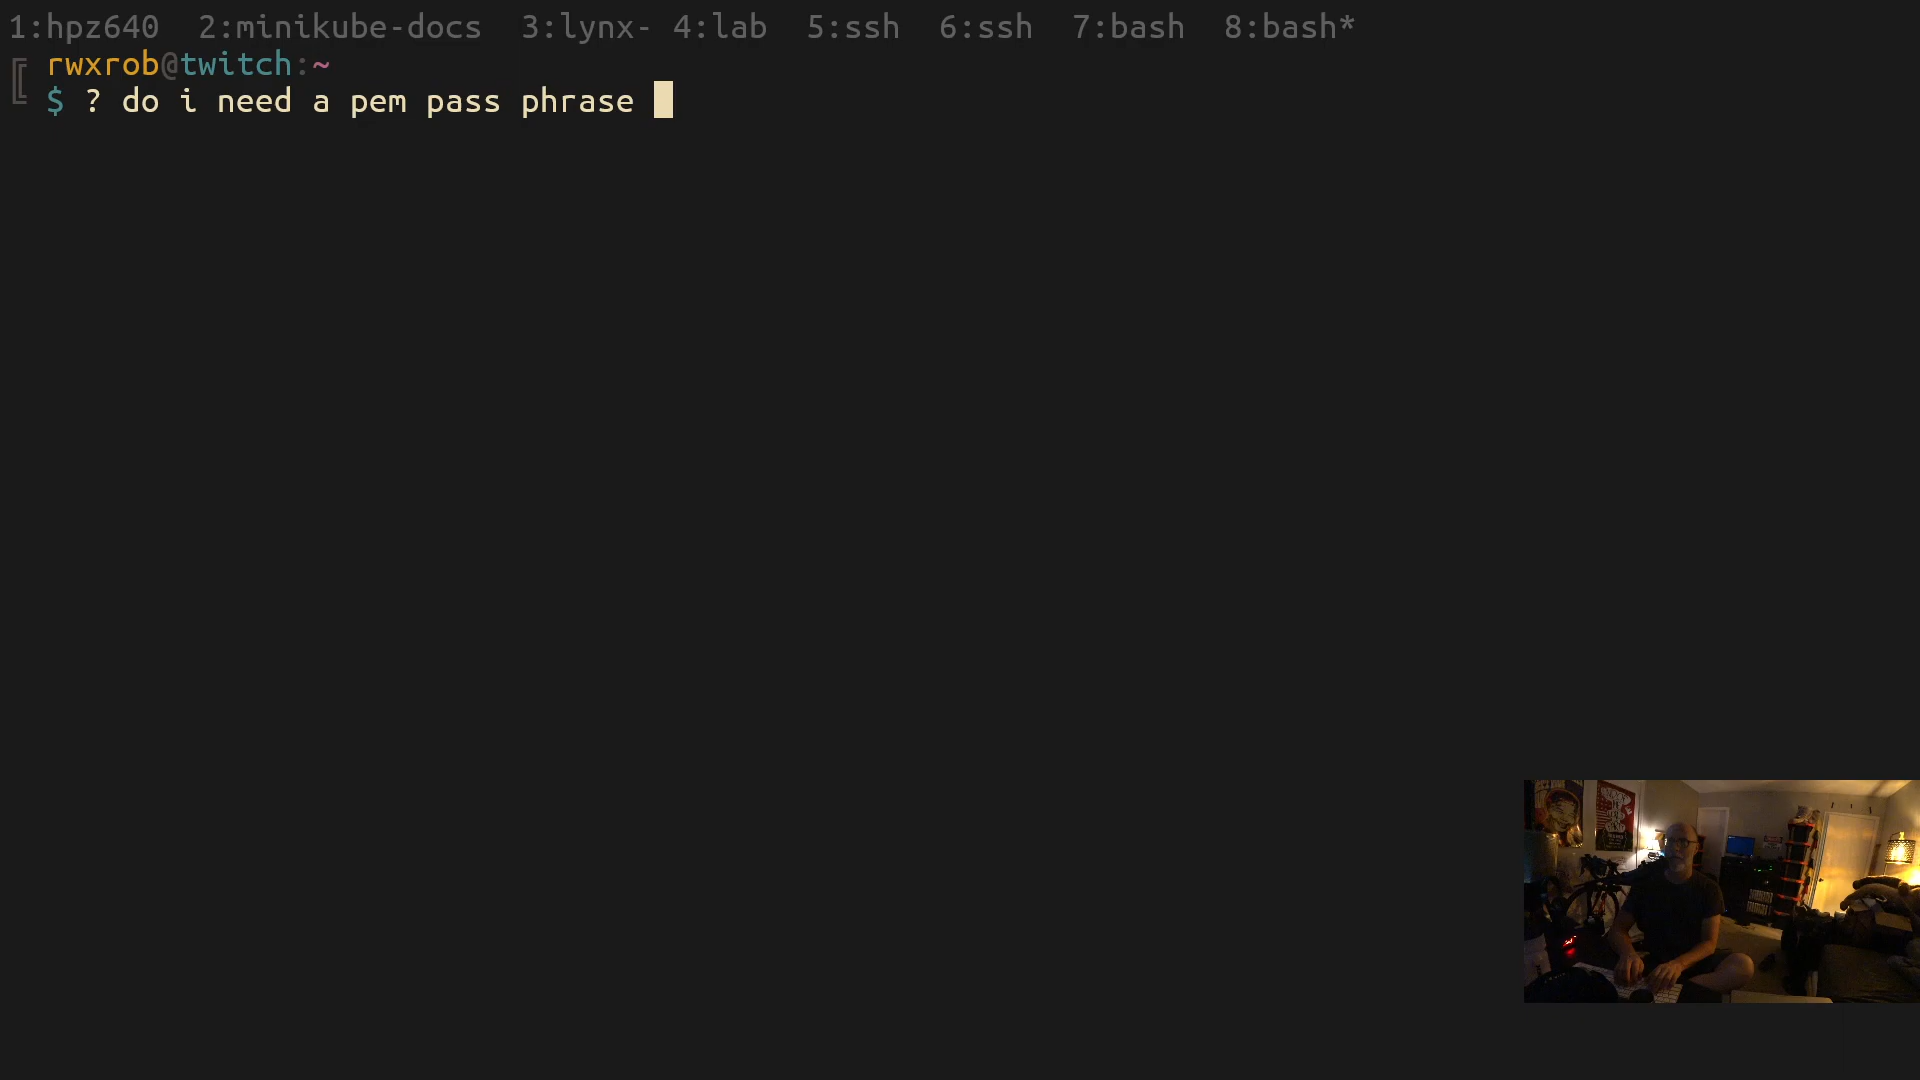 1:hpz640 2:minikube-docs 3:lynx- 4:lab 5:ssh 6:ssh 7:bash 8:bash*
rwxrob@twitch:~
$ ? do i need a pem pass phrase